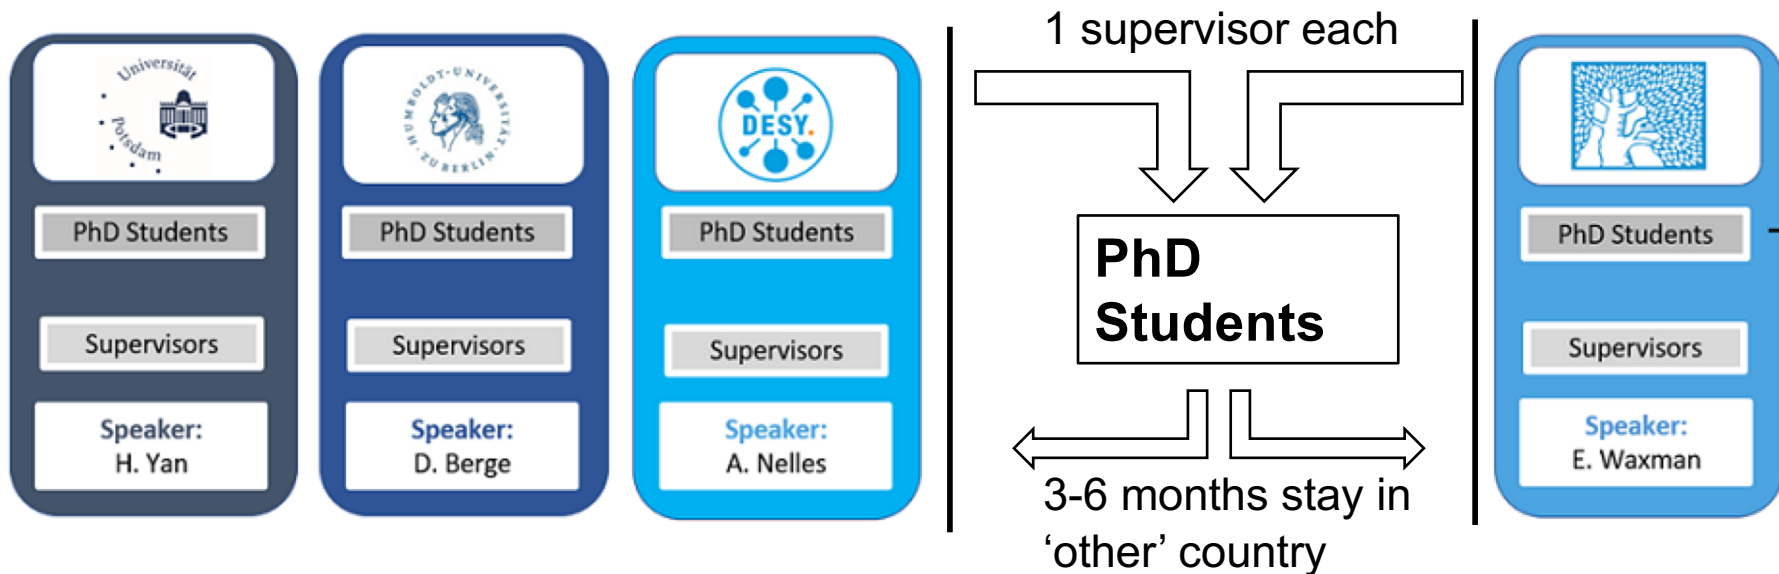 Universität
Potsdam
PhD Students
Supervisors
Speaker:
H. Yan
HUMBOLDT-UNIVERSITÄT
ZU BERLIN
PhD Students
Supervisors
Speaker:
D. Berge
DESY.
PhD Students
Supervisors
Speaker:
A. Nelles
1 supervisor each
PhD
Students
3-6 months stay in
‘other’ country
PhD Students
Supervisors
Speaker:
E. Waxman